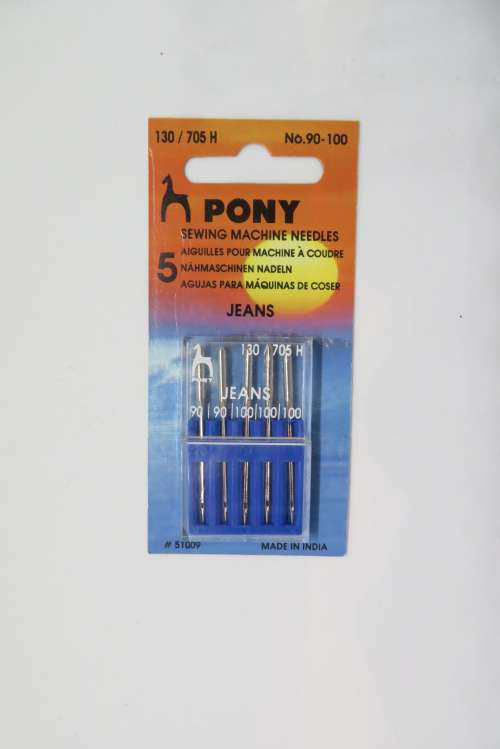 130 / 705 H No.90-100
PONY
SEWING MACHINE NEEDLES
AIGUILLES POUR MACHINE À COUDRE
5 NÄHMASCHINEN NADELN
AGUJAS PARA MÁQUINAS DE COSER
JEANS
130 / 705 H
PONY
JEANS
90 | 90 | 100 | 100 | 100
# 51009 MADE IN INDIA